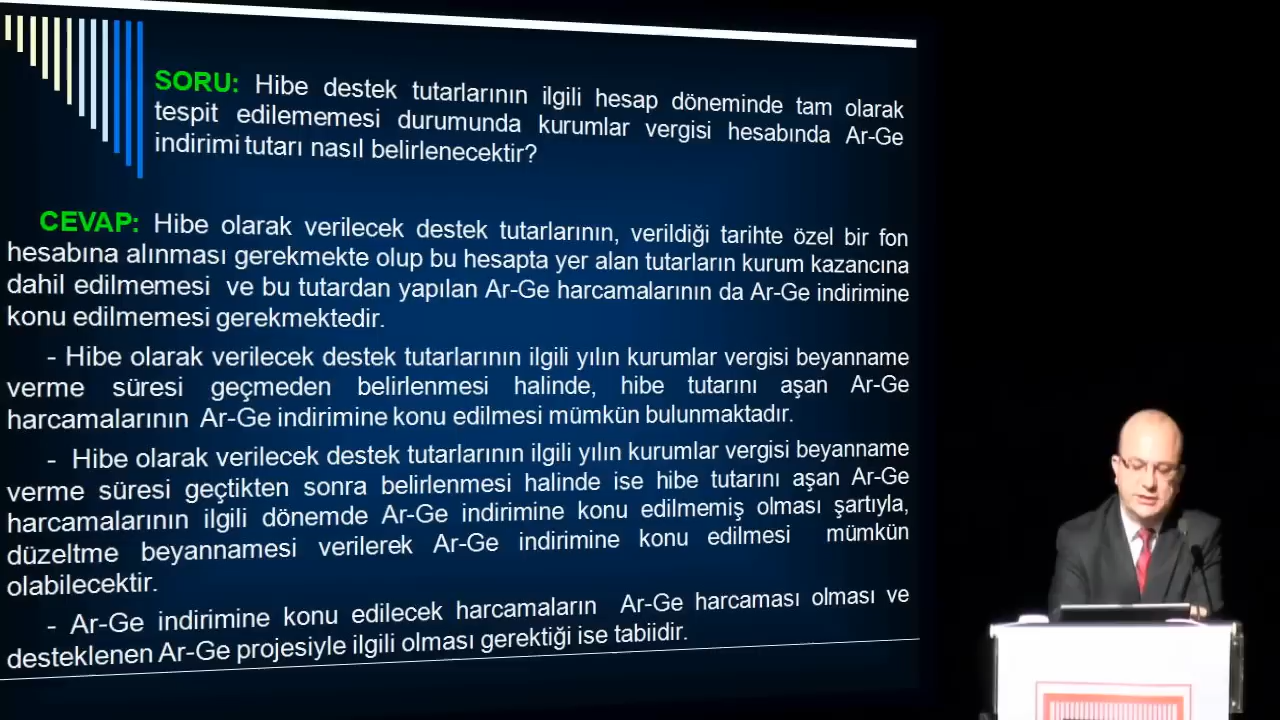 SORU: Hibe destek tutarlarının ilgili hesap döneminde tam olarak
tespit edilememesi durumunda kurumlar vergisi hesabında Ar-Ge
indirimi tutarı nasıl belirlenecektir?
CEVAP: Hibe olarak verilecek destek tutarlarının, verildiği tarihte özel bir fon
hesabına alınması gerekmekte olup bu hesapta yer alan tutarların kurum kazancına
dahil edilmemesi ve bu tutardan yapılan Ar-Ge harcamalarının da Ar-Ge indirimine
konu edilmemesi gerekmektedir.
- Hibe olarak verilecek destek tutarlarının ilgili yılın kurumlar vergisi beyanname
verme süresi geçmeden belirlenmesi halinde, hibe tutarını aşan Ar-Ge
harcamalarının Ar-Ge indirimine konu edilmesi mümkün bulunmaktadır.
- Hibe olarak verilecek destek tutarlarının ilgili yılın kurumlar vergisi beyanname
verme süresi geçtikten sonra belirlenmesi halinde ise hibe tutarını aşan Ar-Ge
harcamalarının ilgili dönemde Ar-Ge indirimine konu edilmemiş olması şartıyla,
düzeltme beyannamesi verilerek Ar-Ge indirimine konu edilmesi mümkün
olabilecektir.
- Ar-Ge indirimine konu edilecek harcamaların Ar-Ge harcaması olması ve
desteklenen Ar-Ge projesiyle ilgili olması gerektiği ise tabiidir.